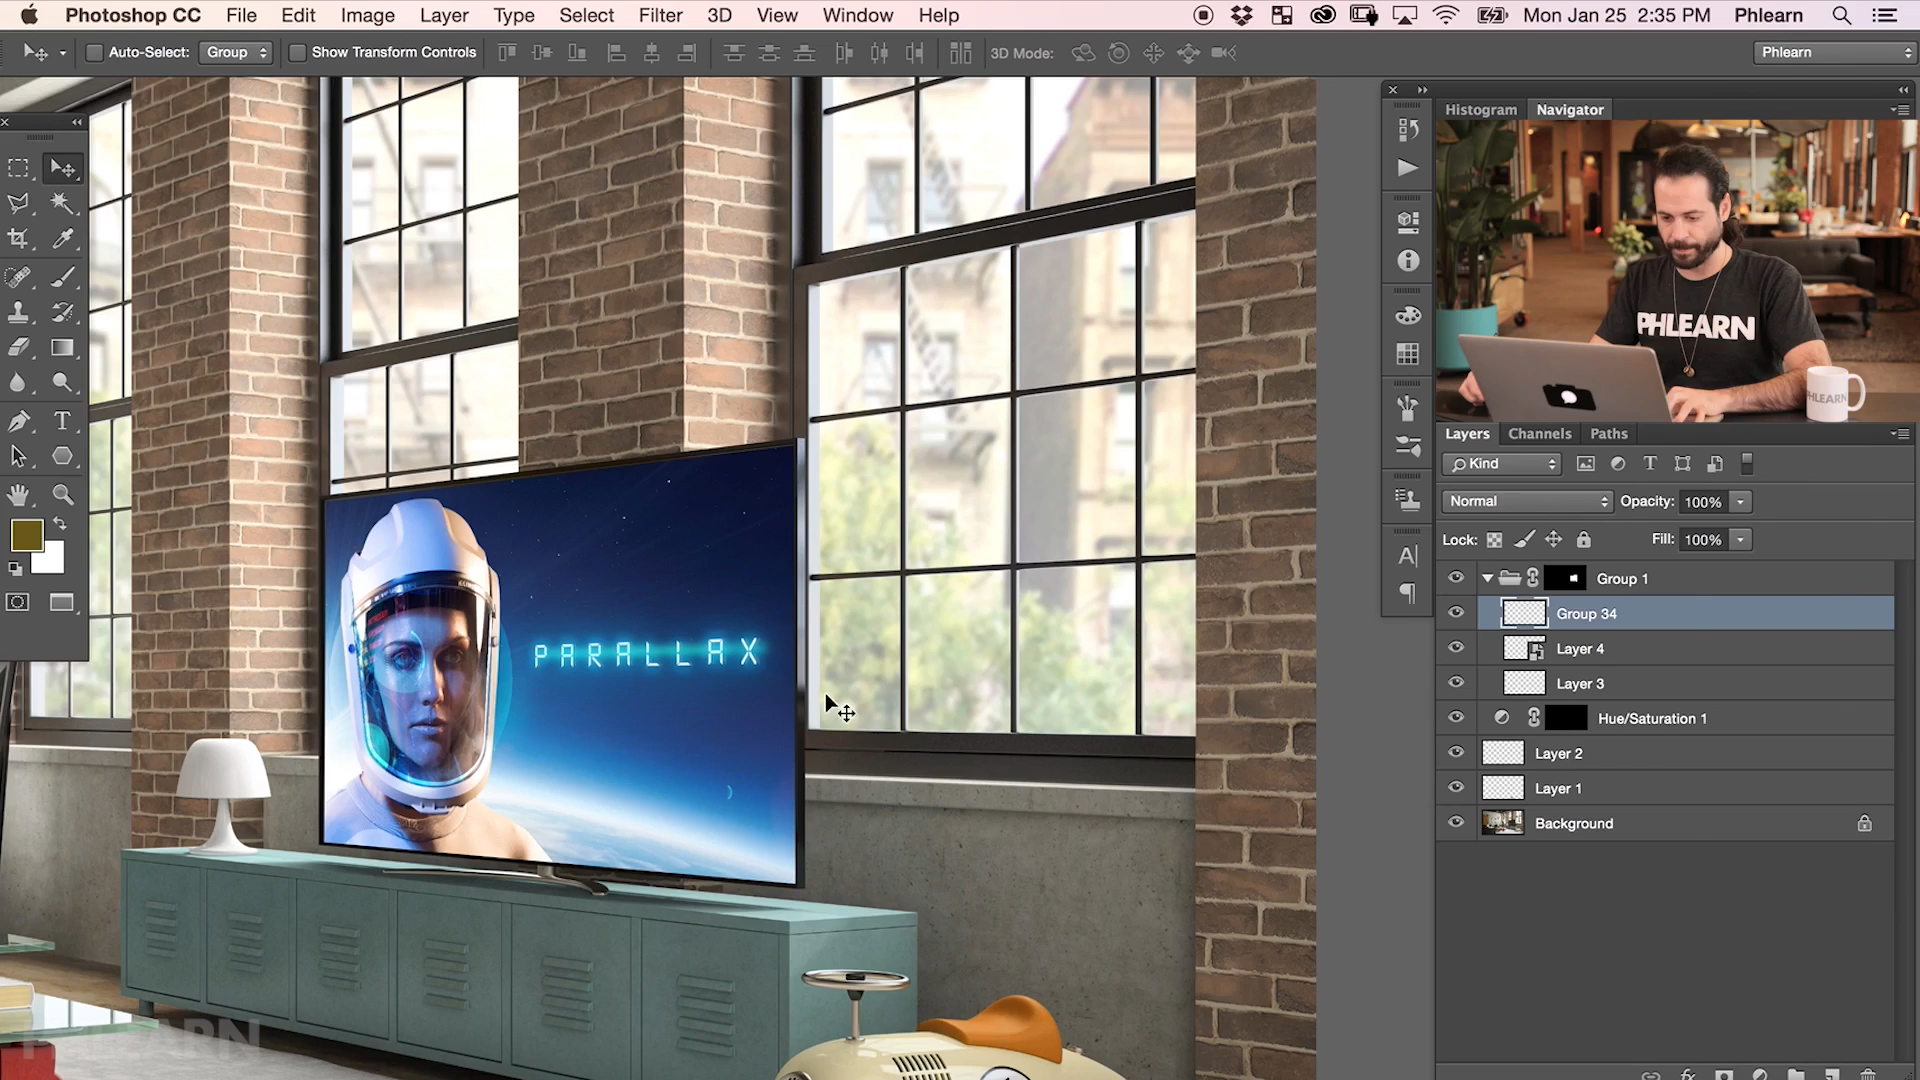 Photoshop CC File Edit Image Layer Type Select Filter 3D View Window Help Mon Jan 25 2:35 PM Phlearn
Auto-Select: Group Show Transform Controls 3D Mode: Phlearn
Histogram Navigator
PHLEARN
PHLEARN
Layers Channels Paths
Kind
Normal Opacity: 100%
Lock: Fill: 100%
Group 1
Group 34
Layer 4
Layer 3
Hue/Saturation 1
Layer 2
Layer 1
Background
PARALLAX
PHLEARN